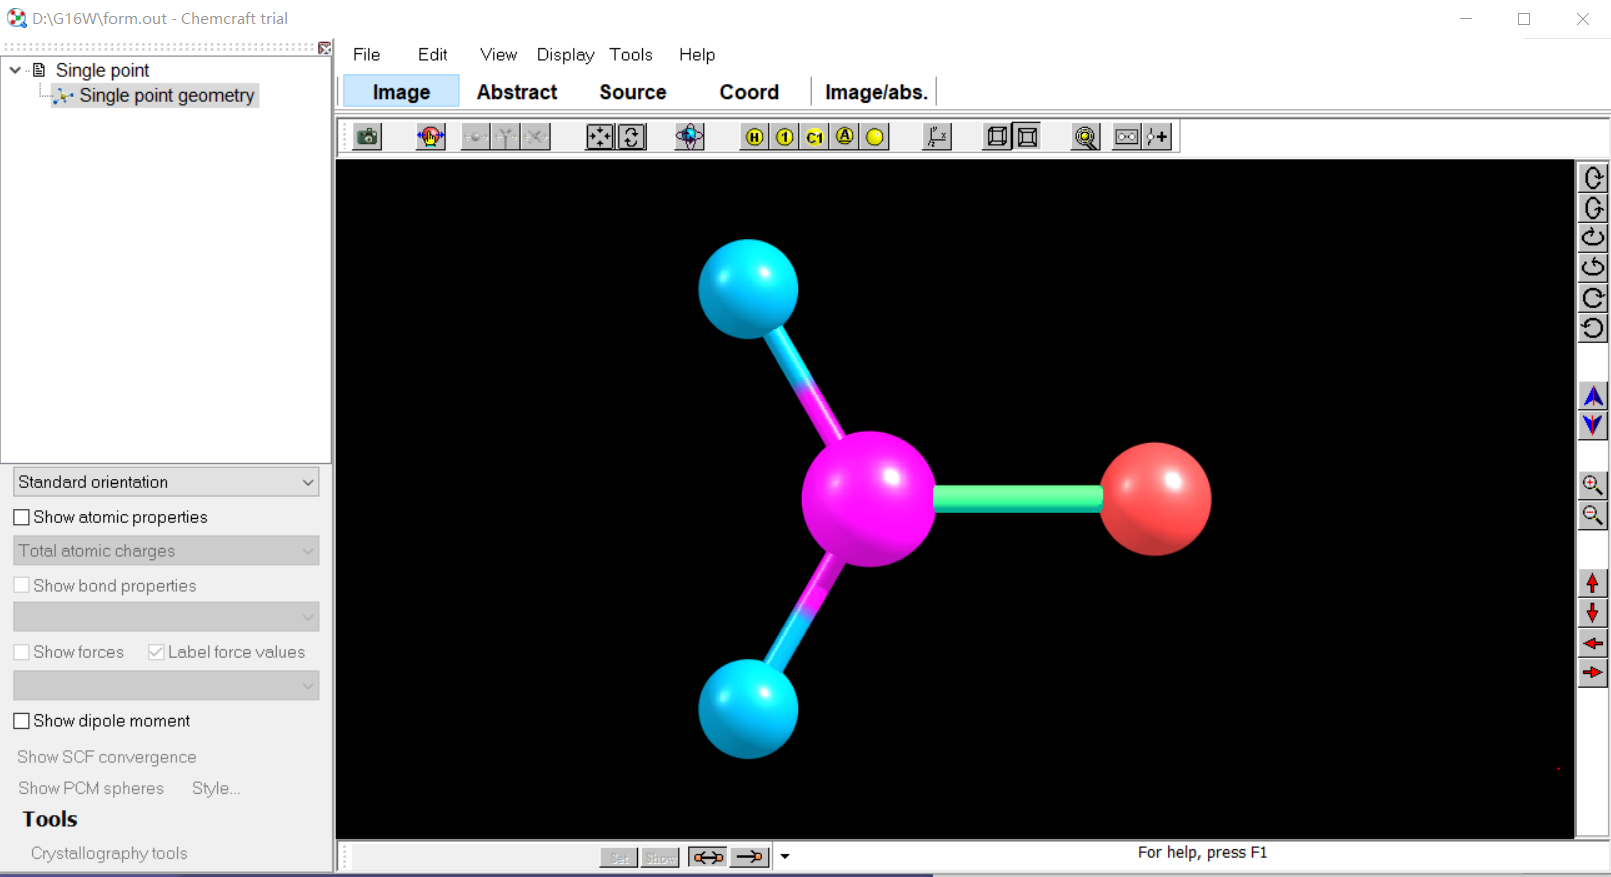 D:\G16W\form.out - Chemcraft trial
Single point
Single point geometry
File Edit View Display Tools Help
Image Abstract Source Coord Image/abs.
H 1 C1 A
Standard orientation
Show atomic properties
Total atomic charges
Show bond properties
Show forces Label force values
Show dipole moment
Show SCF convergence
Show PCM spheres Style...
Tools
Crystallography tools
Set Show
For help, press F1